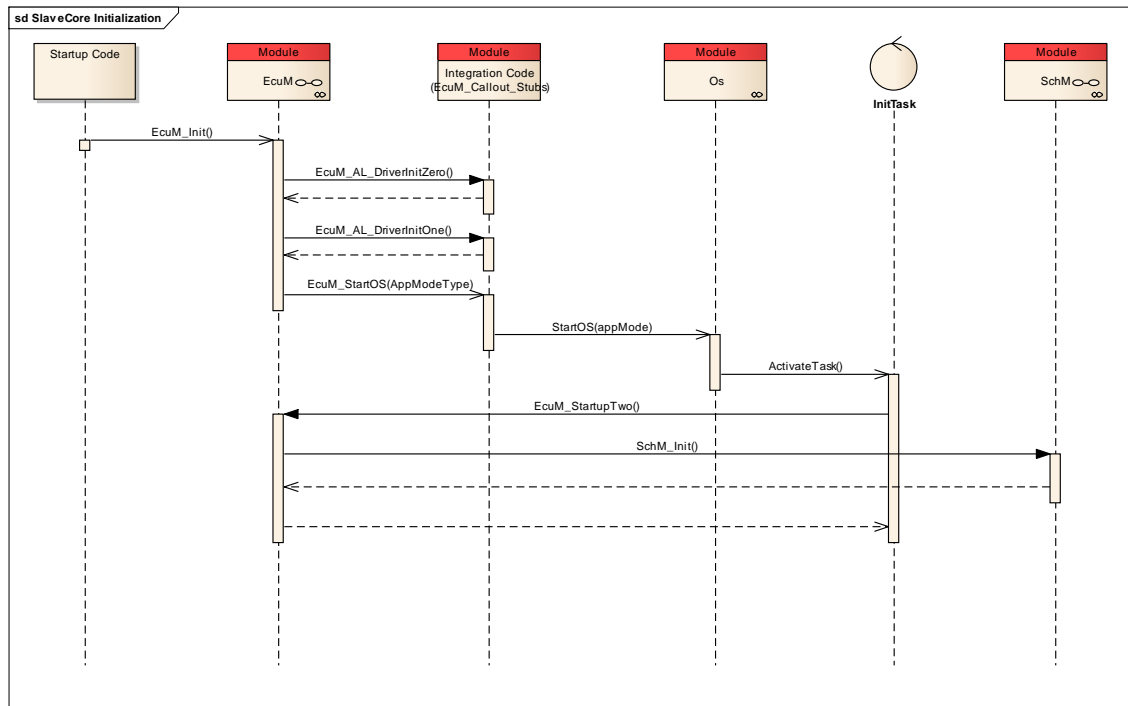 sd SlaveCore Initialization
Startup Code
Module
EcuM
Module
Integration Code
(EcuM_Callout_Stubs)
Module
Os
InitTask
Module
SchM
EcuM_Init()
EcuM_AL_DriverInitZero()
EcuM_AL_DriverInitOne()
EcuM_StartOS(AppModeType)
StartOS(appMode)
ActivateTask()
EcuM_StartupTwo()
SchM_Init()